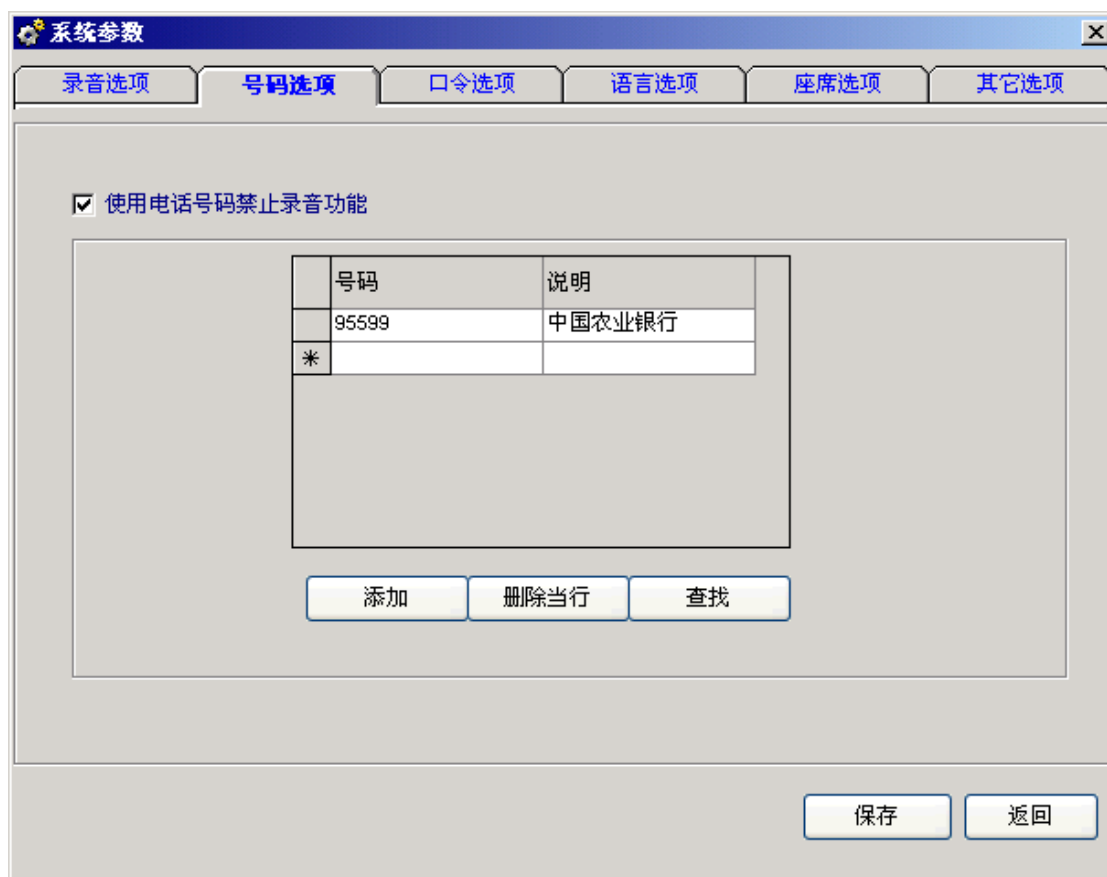 系统参数
录音选项 号码选项 口令选项 语言选项 座席选项 其它选项
使用电话号码禁止录音功能
号码 说明
95599 中国农业银行
添加 删除当行 查找
保存 返回